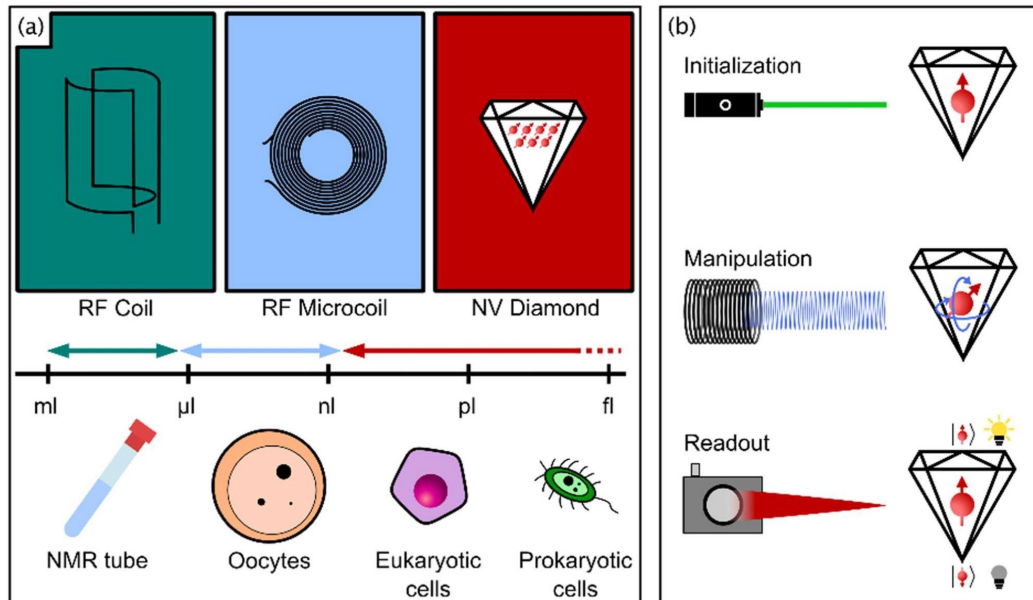 (a)
RF Coil
RF Microcoil
NV Diamond
ml
µl
nl
pl
fl
NMR tube
Oocytes
Eukaryotic
cells
Prokaryotic
cells
(b)
Initialization
Manipulation
Readout